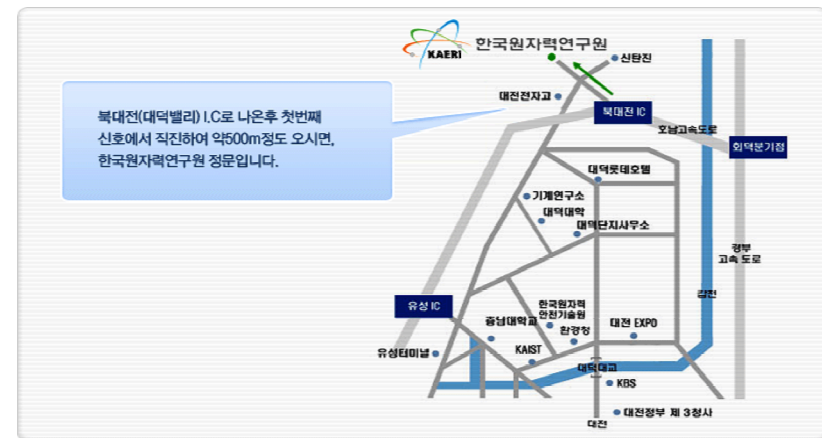 KAERI 한국원자력연구원
신탄진
대전전자고
북대전 IC
북대전(대덕밸리) I.C로 나온후 첫번째
신호에서 직진하여 약500m정도 오시면,
한국원자력연구원 정문입니다.
호남고속도로
회덕분기점
대덕롯데호텔
기계연구소
대덕대학
대덕단지사무소
경부
고속 도로
갑천
유성 IC
한국원자력
안전기술원
충남대학교
환경청
대전 EXPO
유성터미널
KAIST
대덕대교
KBS
대전정부 제 3청사
대전